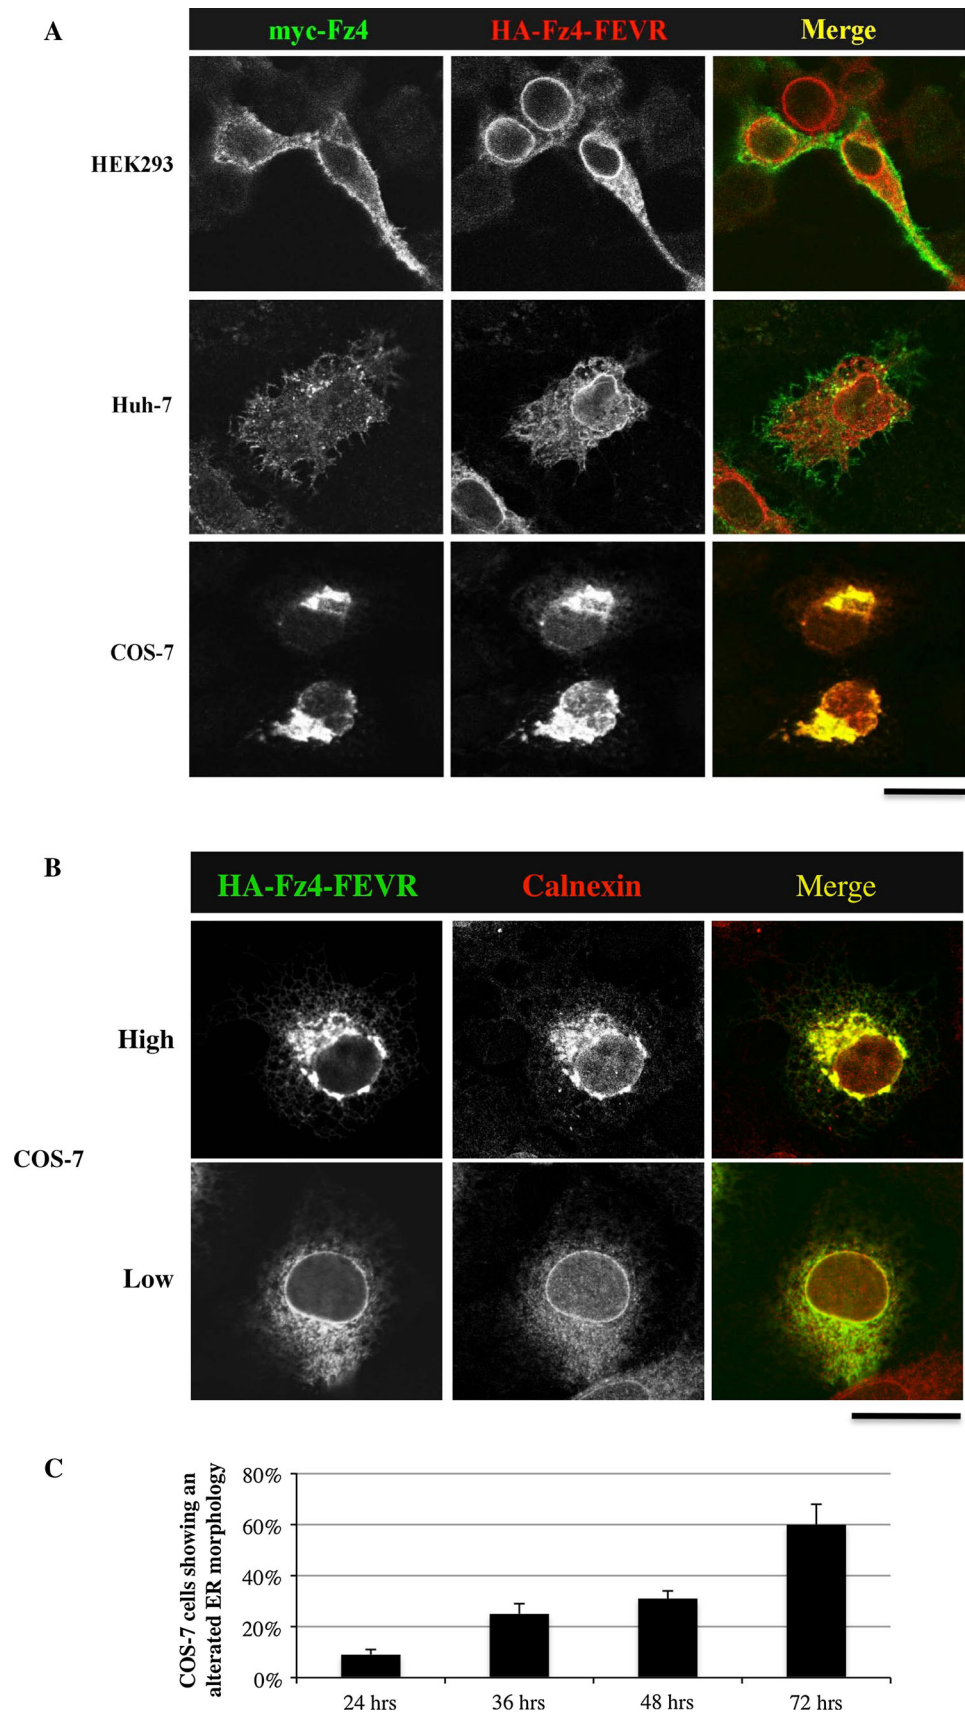 A
myc-Fz4 HA-Fz4-FEVR Merge
HEK293
Huh-7
COS-7
B
HA-Fz4-FEVR Calnexin Merge
High
COS-7
Low
C
COS-7 cells showing an
alterated ER morphology
80%
60%
40%
20%
0%
24 hrs 36 hrs 48 hrs 72 hrs